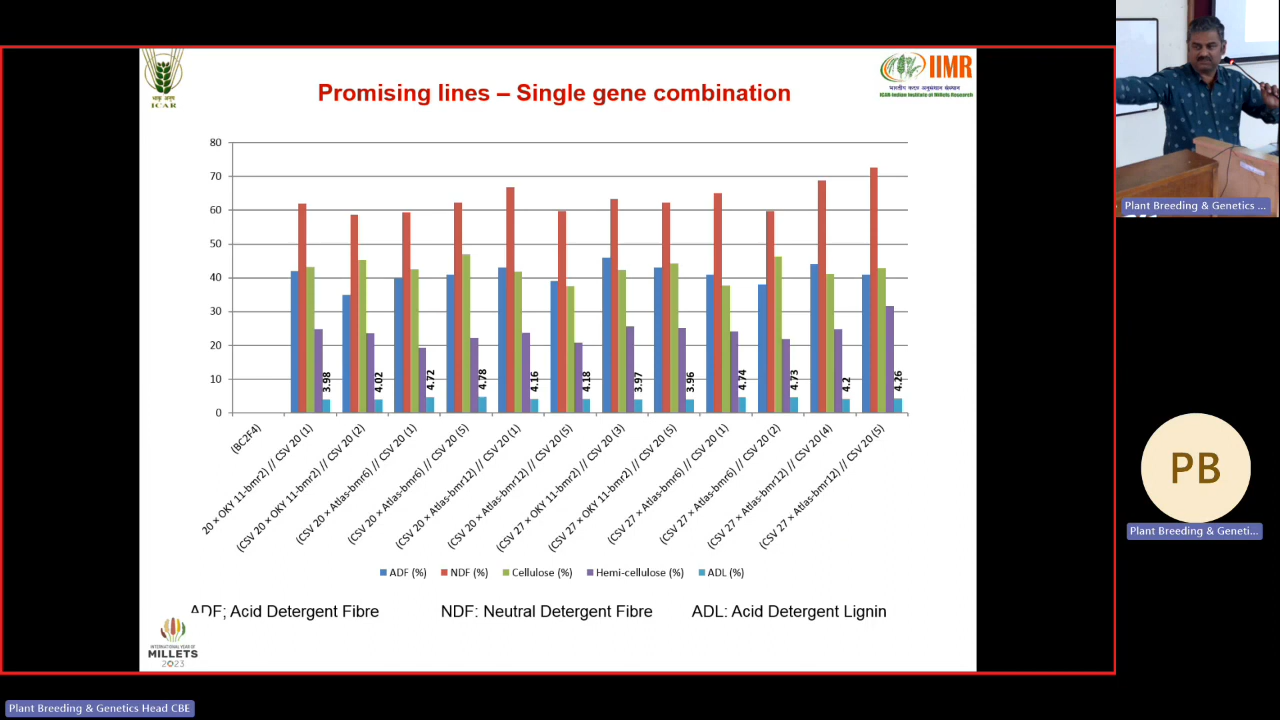 ICAR
IIMR
ICAR-Indian Institute of Millets Research
Promising lines – Single gene combination
80
70
60
50
40
30
20
10
0
3.98
4.02
4.72
4.78
4.16
4.18
3.97
3.96
4.74
4.73
4.2
4.26
(BC2F4)
20 × OKY 11-bmr2) // CSV 20 (1)
(CSV 20 × OKY 11-bmr2) // CSV 20 (2)
(CSV 20 × Atlas-bmr6) // CSV 20 (1)
(CSV 20 × Atlas-bmr6) // CSV 20 (5)
(CSV 20 × Atlas-bmr12) // CSV 20 (1)
(CSV 20 × Atlas-bmr12) // CSV 20 (5)
(CSV 27 × OKY 11-bmr2) // CSV 20 (3)
(CSV 27 × OKY 11-bmr2) // CSV 20 (5)
(CSV 27 × Atlas-bmr6) // CSV 20 (1)
(CSV 27 × Atlas-bmr6) // CSV 20 (2)
(CSV 27 × Atlas-bmr12) // CSV 20 (4)
(CSV 27 × Atlas-bmr12) // CSV 20 (5)
ADF (%) NDF (%) Cellulose (%) Hemi-cellulose (%) ADL (%)
ADF; Acid Detergent Fibre NDF: Neutral Detergent Fibre ADL: Acid Detergent Lignin
INTERNATIONAL YEAR OF
MILLETS
2023
Plant Breeding & Genetics ...
PB
Plant Breeding & Geneti...
Plant Breeding & Genetics Head CBE